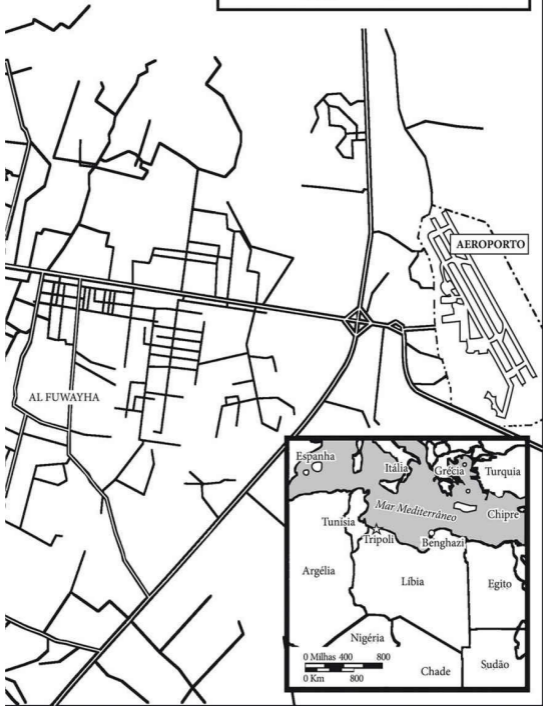 AEROPORTO
AL FUWAYHA
Espanha
Itália
Grécia
Turquia
Mar Mediterrâneo
Chipre
Tunísia
Trípoli
Benghazi
Argélia
Líbia
Egito
Nigéria
0 Milhas 400 800
0 Km 800
Chade
Sudão